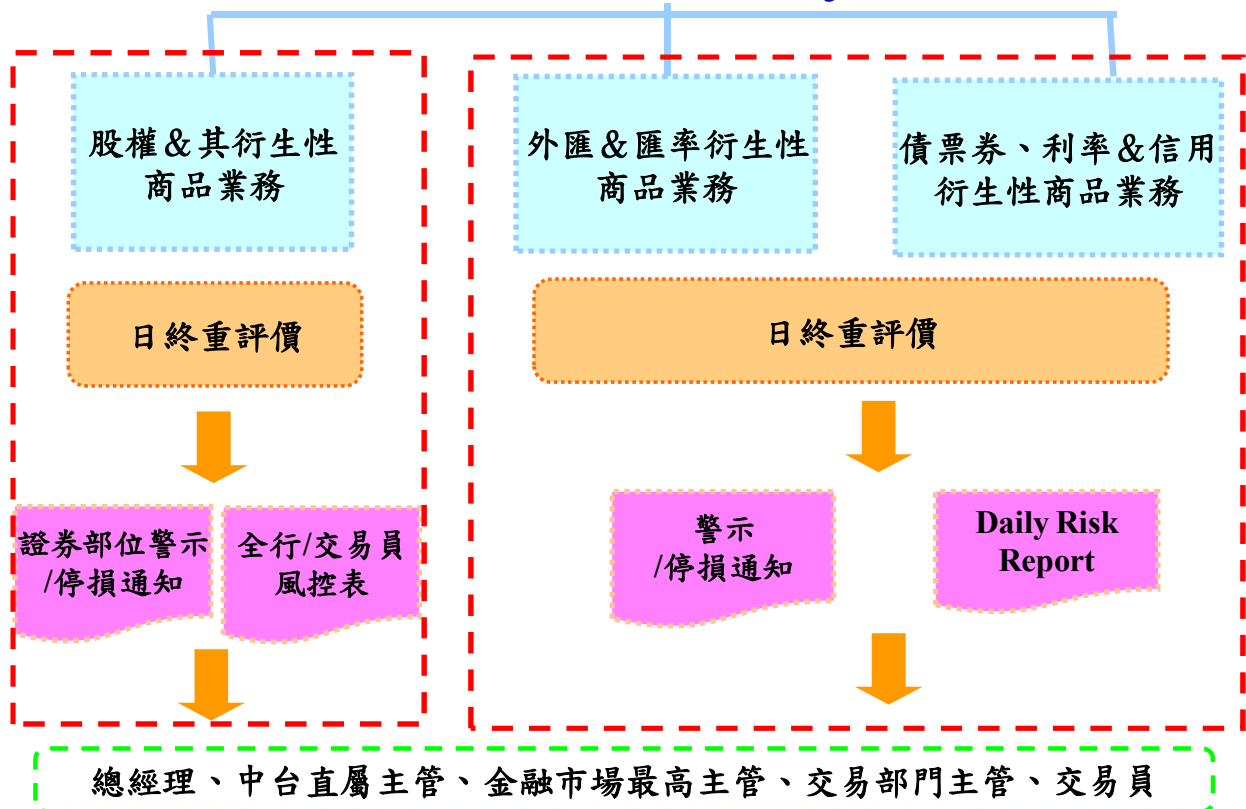 股權＆其衍生性
商品業務
外匯＆匯率衍生性
商品業務
債票券、利率＆信用
衍生性商品業務
日終重評價
日終重評價
證券部位警示
/停損通知
全行/交易員
風控表
警示
/停損通知
Daily Risk
Report
總經理、中台直屬主管、金融市場最高主管、交易部門主管、交易員